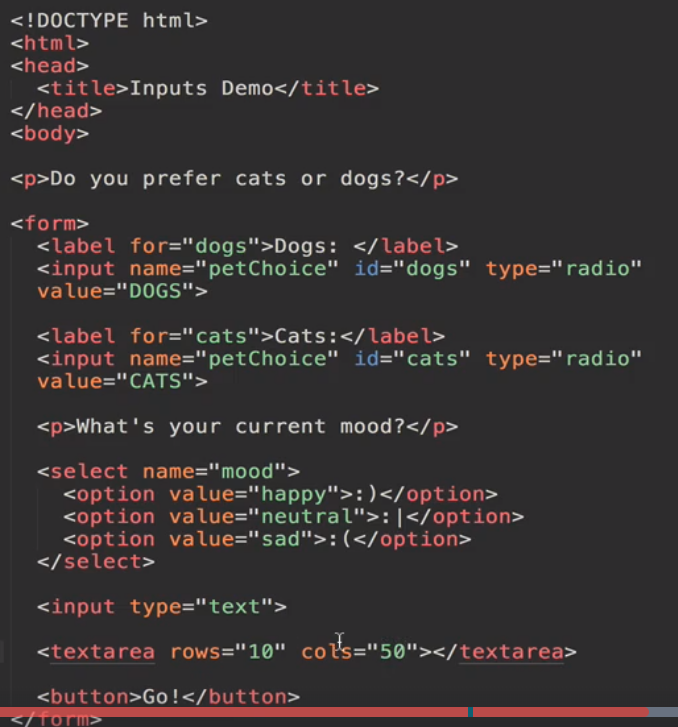 <!DOCTYPE html>
<html>
<head>
<title>Inputs Demo</title>
</head>
<body>
<p>Do you prefer cats or dogs?</p>
<form>
<label for="dogs">Dogs: </label>
<input name="petChoice" id="dogs" type="radio"
value="DOGS">
<label for="cats">Cats:</label>
<input name="petChoice" id="cats" type="radio"
value="CATS">
<p>What's your current mood?</p>
<select name="mood">
<option value="happy">:)</option>
<option value="neutral">:|</option>
<option value="sad">:(</option>
</select>
<input type="text">
<textarea rows="10" cols="50"></textarea>
<button>Go!</button>
</form>